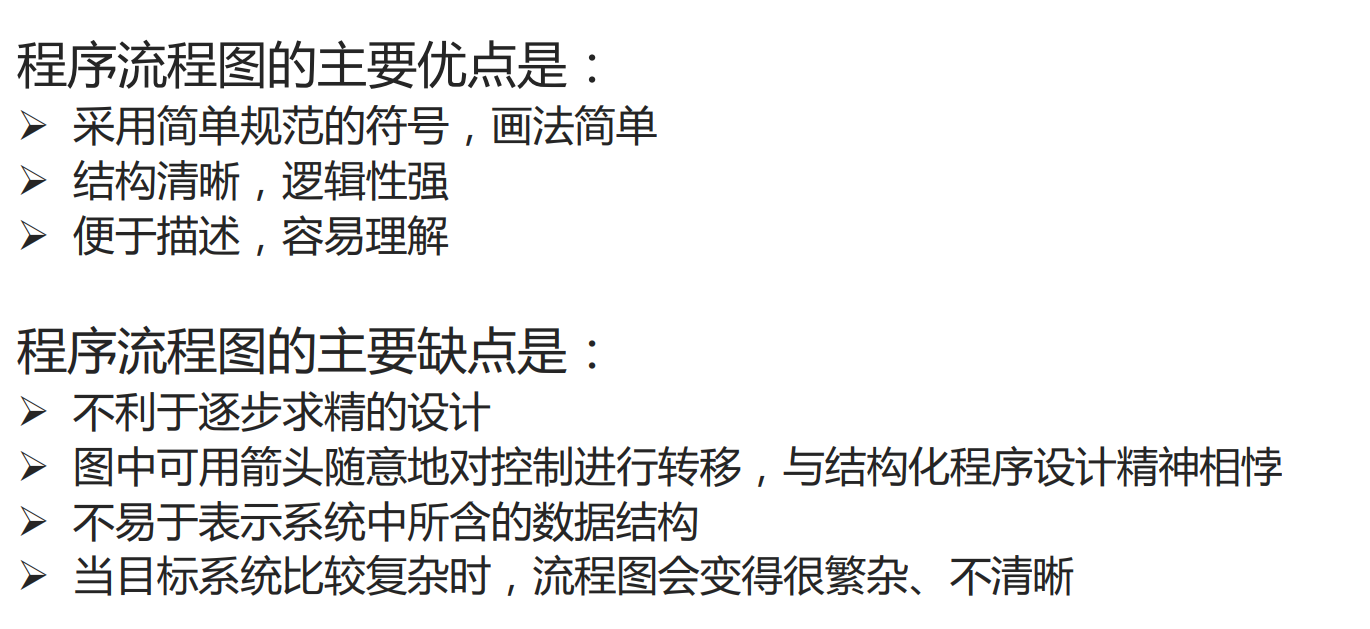 程序流程图的主要优点是：
➢ 采用简单规范的符号，画法简单
➢ 结构清晰，逻辑性强
➢ 便于描述，容易理解
程序流程图的主要缺点是：
➢ 不利于逐步求精的设计
➢ 图中可用箭头随意地对控制进行转移，与结构化程序设计精神相悖
➢ 不易于表示系统中所含的数据结构
➢ 当目标系统比较复杂时，流程图会变得很繁杂、不清晰